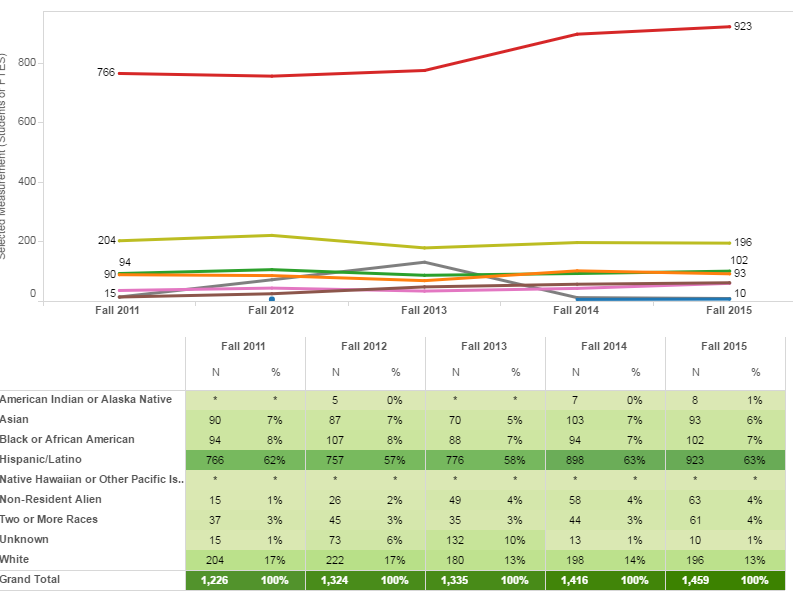 Selected Measurement (Students or FTES)
800
600
400
200
0
766
923
204
196
94
102
90
93
15
10
Fall 2011 Fall 2012 Fall 2013 Fall 2014 Fall 2015
Fall 2011 Fall 2012 Fall 2013 Fall 2014 Fall 2015
N % N % N % N % N %
American Indian or Alaska Native * * 5 0% * * 7 0% 8 1%
Asian 90 7% 87 7% 70 5% 103 7% 93 6%
Black or African American 94 8% 107 8% 88 7% 94 7% 102 7%
Hispanic/Latino 766 62% 757 57% 776 58% 898 63% 923 63%
Native Hawaiian or Other Pacific Is.. * * * * * * * * * *
Non-Resident Alien 15 1% 26 2% 49 4% 58 4% 63 4%
Two or More Races 37 3% 45 3% 35 3% 44 3% 61 4%
Unknown 15 1% 73 6% 132 10% 13 1% 10 1%
White 204 17% 222 17% 180 13% 198 14% 196 13%
Grand Total 1,226 100% 1,324 100% 1,335 100% 1,416 100% 1,459 100%